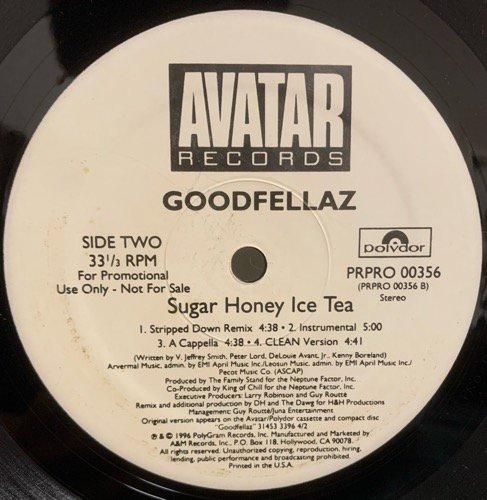 AVATAR
RECORDS
GOODFELLAZ
SIDE TWO
33 1/3 RPM
For Promotional
Use Only - Not For Sale
polydor
PRPRO 00356
(PRPRO 00356 B)
Stereo
Sugar Honey Ice Tea
1. Stripped Down Remix 4:38 • 2. Instrumental 5:00
3. A Cappella 4:38 • 4. CLEAN Version 4:41
(Written by V. Jeffrey Smith, Peter Lord, DeLouie Avant, Jr., Kenny Boreland)
Arvermal Music, admin. by EMI April Music Inc./Leosun Music, admin. by EMI April Music Inc./
Pecot Music Co. (ASCAP)
Produced by The Family Stand for the Neptune Factor, Inc.
Co-Produced by King of Chill for the Neptune Factor, Inc.
Executive Producers: Larry Robinson and Guy Routté
Remix and additional production by DH and The Dawg for H&H Productions
Management: Guy Routté/Juna Entertainment
Original version appears on the Avatar/Polydor cassette and compact disc
"Goodfellaz" 31453 3396 4/2
℗ & © 1996 PolyGram Records, Inc. Manufactured and Marketed by
A&M Records, Inc., P.O. Box 118, Hollywood, CA 90078.
All rights reserved. Unauthorized copying, reproduction, hiring,
lending, public performance and broadcasting prohibited.
Printed in the U.S.A.